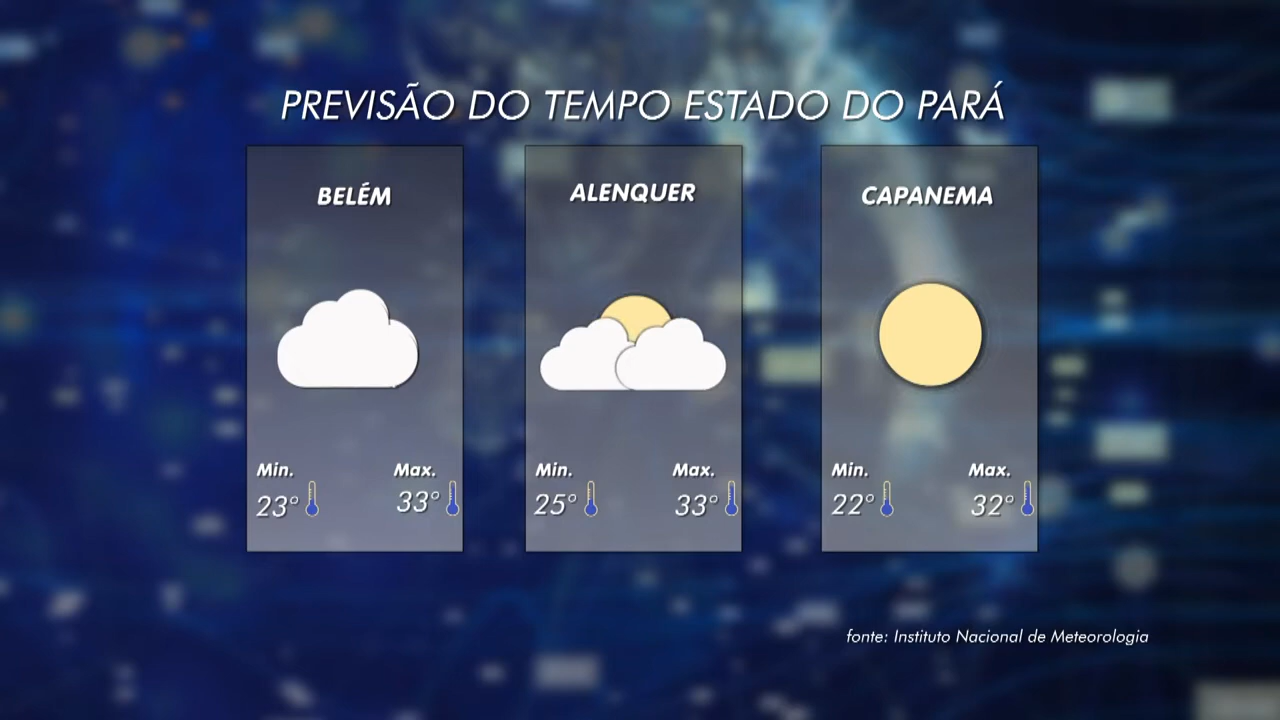 PREVISÃO DO TEMPO ESTADO DO PARÁ
BELÉM
Min. Max.
23° 33°
ALENQUER
Min. Max.
25° 33°
CAPANEMA
Min. Max.
22° 32°
fonte: Instituto Nacional de Meteorologia